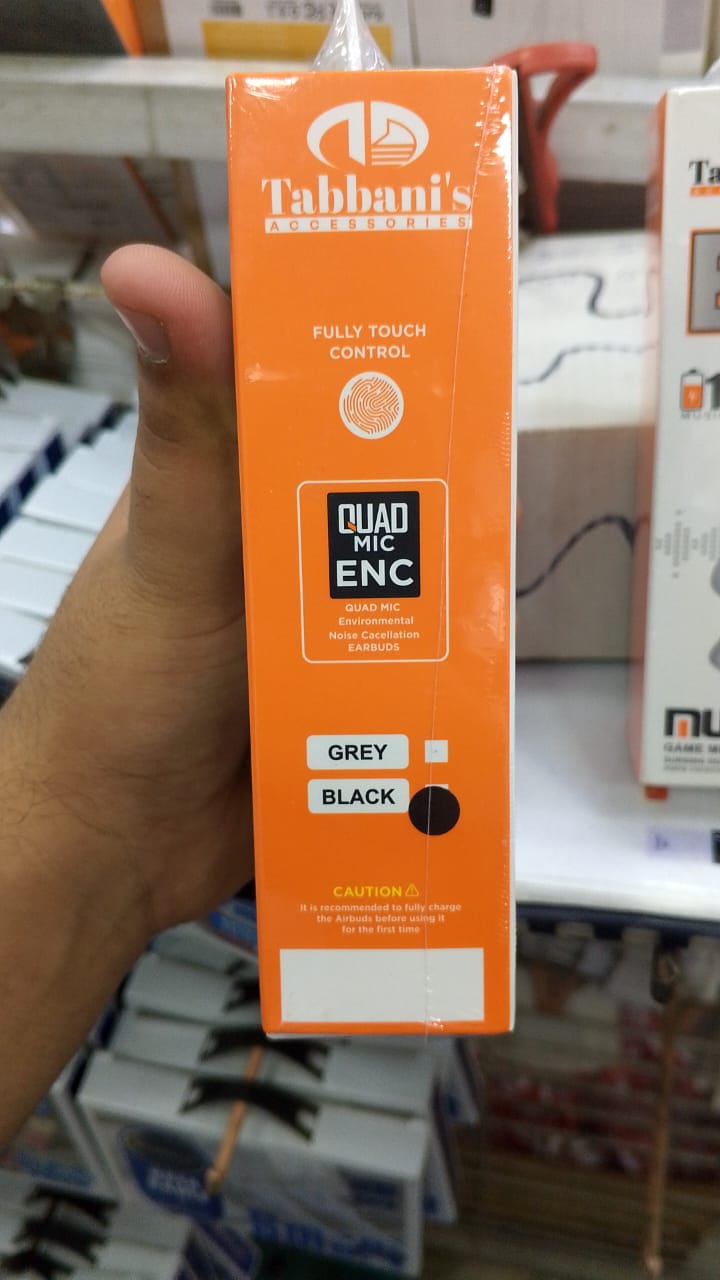 Tabbani's
ACCESSORIES
FULLY TOUCH
CONTROL
QUAD
MIC
ENC
QUAD MIC
Environmental
Noise Cacellation
EARBUDS
GREY
BLACK
CAUTION
It is recommended to fully charge
the Airbuds before using it
for the first time
GAME